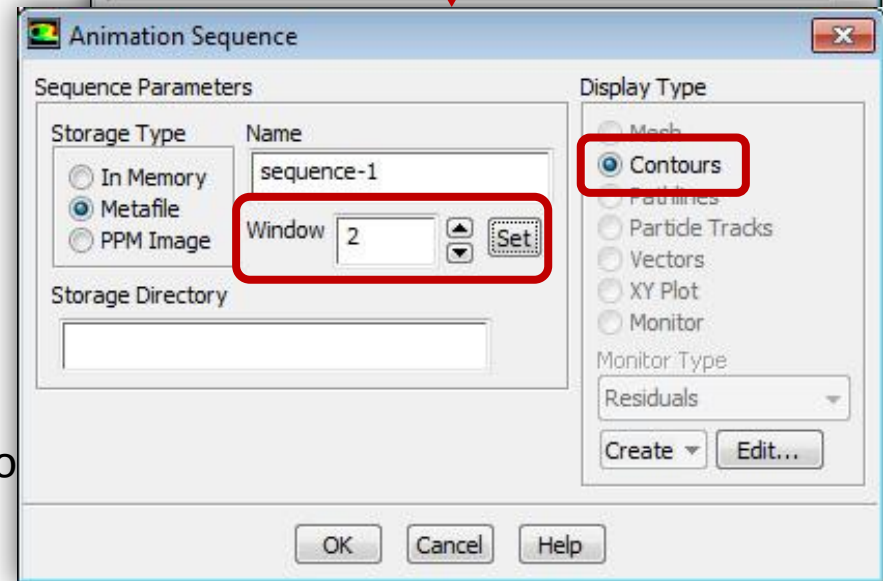 Animation Sequence
Sequence Parameters
Storage Type
In Memory
Metafile
PPM Image
Name
sequence-1
Window 2 Set
Storage Directory
Display Type
Mesh
Contours
Pathlines
Particle Tracks
Vectors
XY Plot
Monitor
Monitor Type
Residuals
Create Edit...
OK Cancel Help